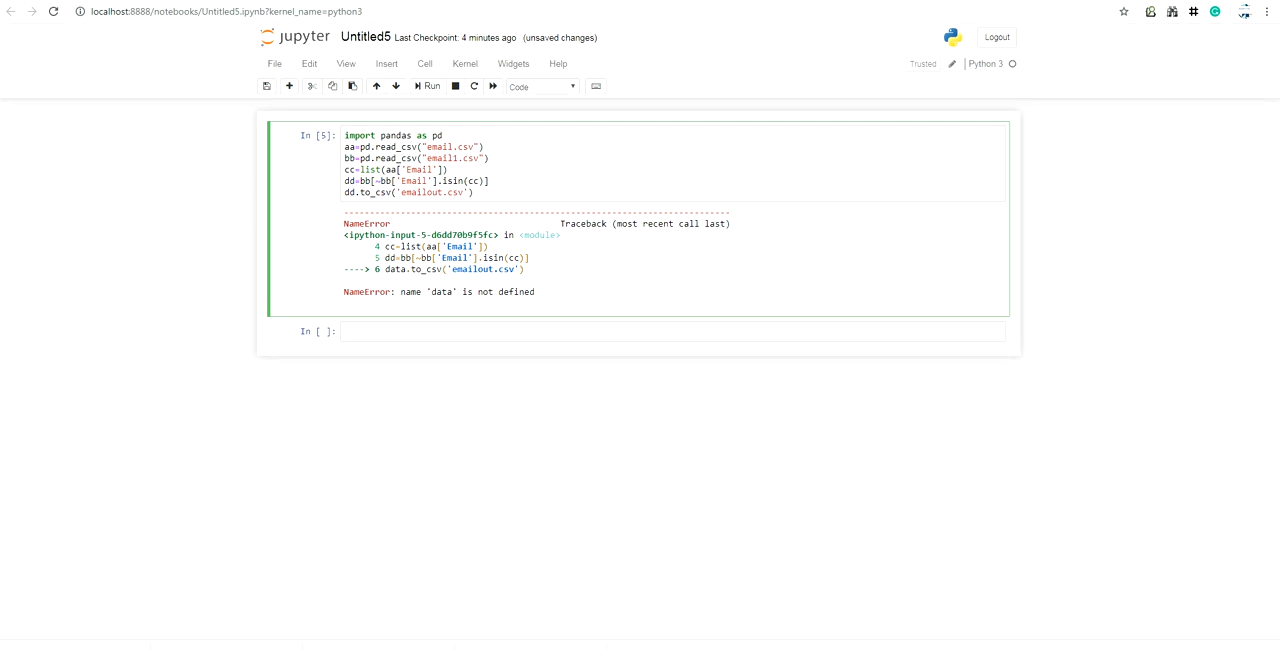 localhost:8888/notebooks/Untitled5.ipynb?kernel_name=python3
jupyter Untitled5 Last Checkpoint: 4 minutes ago (unsaved changes) Logout
File Edit View Insert Cell Kernel Widgets Help Trusted Python 3
Run Code
In [5]: import pandas as pd
aa=pd.read_csv("email.csv")
bb=pd.read_csv("email1.csv")
cc=list(aa['Email'])
dd=bb[~bb['Email'].isin(cc)]
dd.to_csv('emailout.csv')
---------------------------------------------------------------------------
NameError Traceback (most recent call last)
<ipython-input-5-d6dd70b9f5fc> in <module>
4 cc=list(aa['Email'])
5 dd=bb[~bb['Email'].isin(cc)]
----> 6 data.to_csv('emailout.csv')
NameError: name 'data' is not defined
In [ ]: